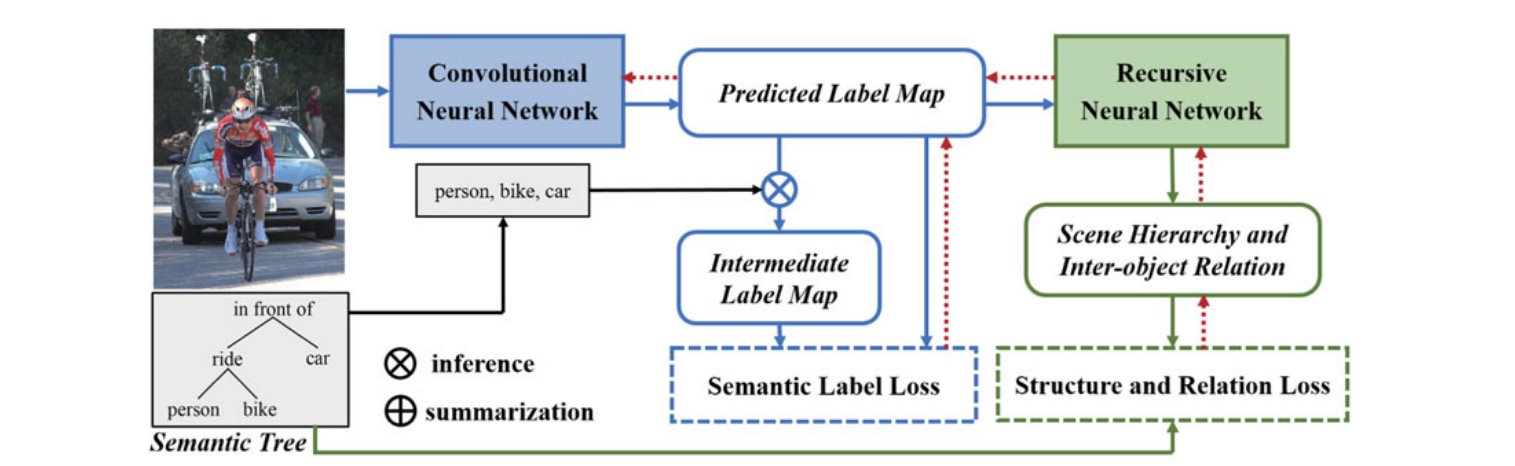 Convolutional
Neural Network
Predicted Label Map
Recursive
Neural Network
person, bike, car
Scene Hierarchy and
Inter-object Relation
Intermediate
Label Map
in front of
ride
car
person
bike
Semantic Tree
inference
summarization
Semantic Label Loss
Structure and Relation Loss